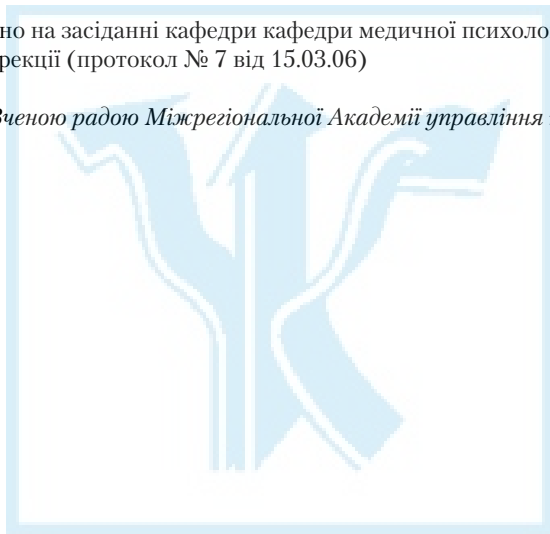 но на засіданні кафедри кафедри медичної психоло
рекції (протокол № 7 від 15.03.06)
Вченою радою Міжрегіональної Академії управління